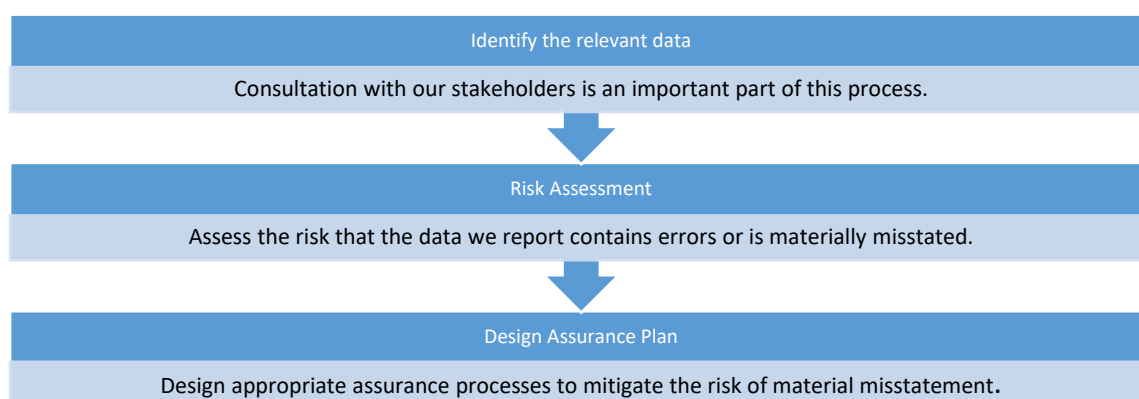 Identify the relevant data
Consultation with our stakeholders is an important part of this process.
Risk Assessment
Assess the risk that the data we report contains errors or is materially misstated.
Design Assurance Plan
Design appropriate assurance processes to mitigate the risk of material misstatement.